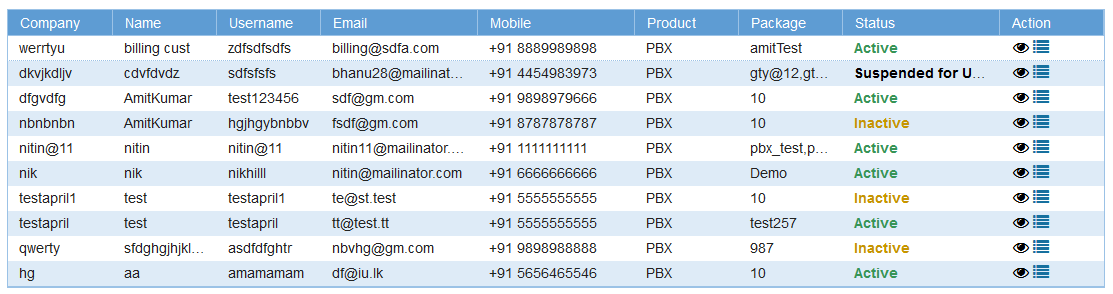 Company Name Username Email Mobile Product Package Status Action
werrtyu billing cust zdfsdfsdfs billing@sdfa.com +91 8889989898 PBX amitTest Active
dkvjkdljv cdvfdvdz sdfsfsfs bhanu28@mailinat... +91 4454983973 PBX gty@12,gt... Suspended for U...
dfgvdfg AmitKumar test123456 sdf@gm.com +91 9898979666 PBX 10 Active
nbnbnbn AmitKumar hgjhgybnbbv fsdf@gm.com +91 8787878787 PBX 10 Inactive
nitin@11 nitin nitin@11 nitin11@mailinator.... +91 1111111111 PBX pbx_test,p... Active
nik nik nikhilll nitin@mailinator.com +91 6666666666 PBX Demo Active
testapril1 test testapril1 te@st.test +91 5555555555 PBX 10 Inactive
testapril test testapril tt@test.tt +91 5555555555 PBX test257 Active
qwerty sfdghgjhjkl... asdfdfghtr nbvhg@gm.com +91 9898988888 PBX 987 Inactive
hg aa amamamam df@iu.lk +91 5656465546 PBX 10 Active